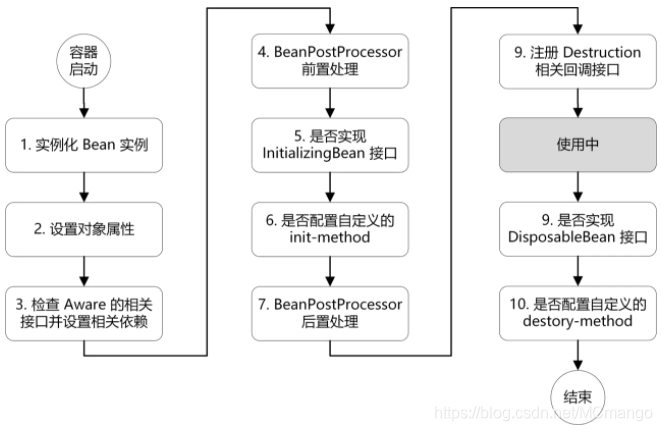 容器
启动
1. 实例化 Bean 实例
2. 设置对象属性
3. 检查 Aware 的相关
接口并设置相关依赖
4. BeanPostProcessor
前置处理
5. 是否实现
InitializingBean 接口
6. 是否配置自定义的
init-method
7. BeanPostProcessor
后置处理
9. 注册 Destruction
相关回调接口
使用中
9. 是否实现
DisposableBean 接口
10. 是否配置自定义的
destory-method
结束
https://blog.csdn.net/MCmango